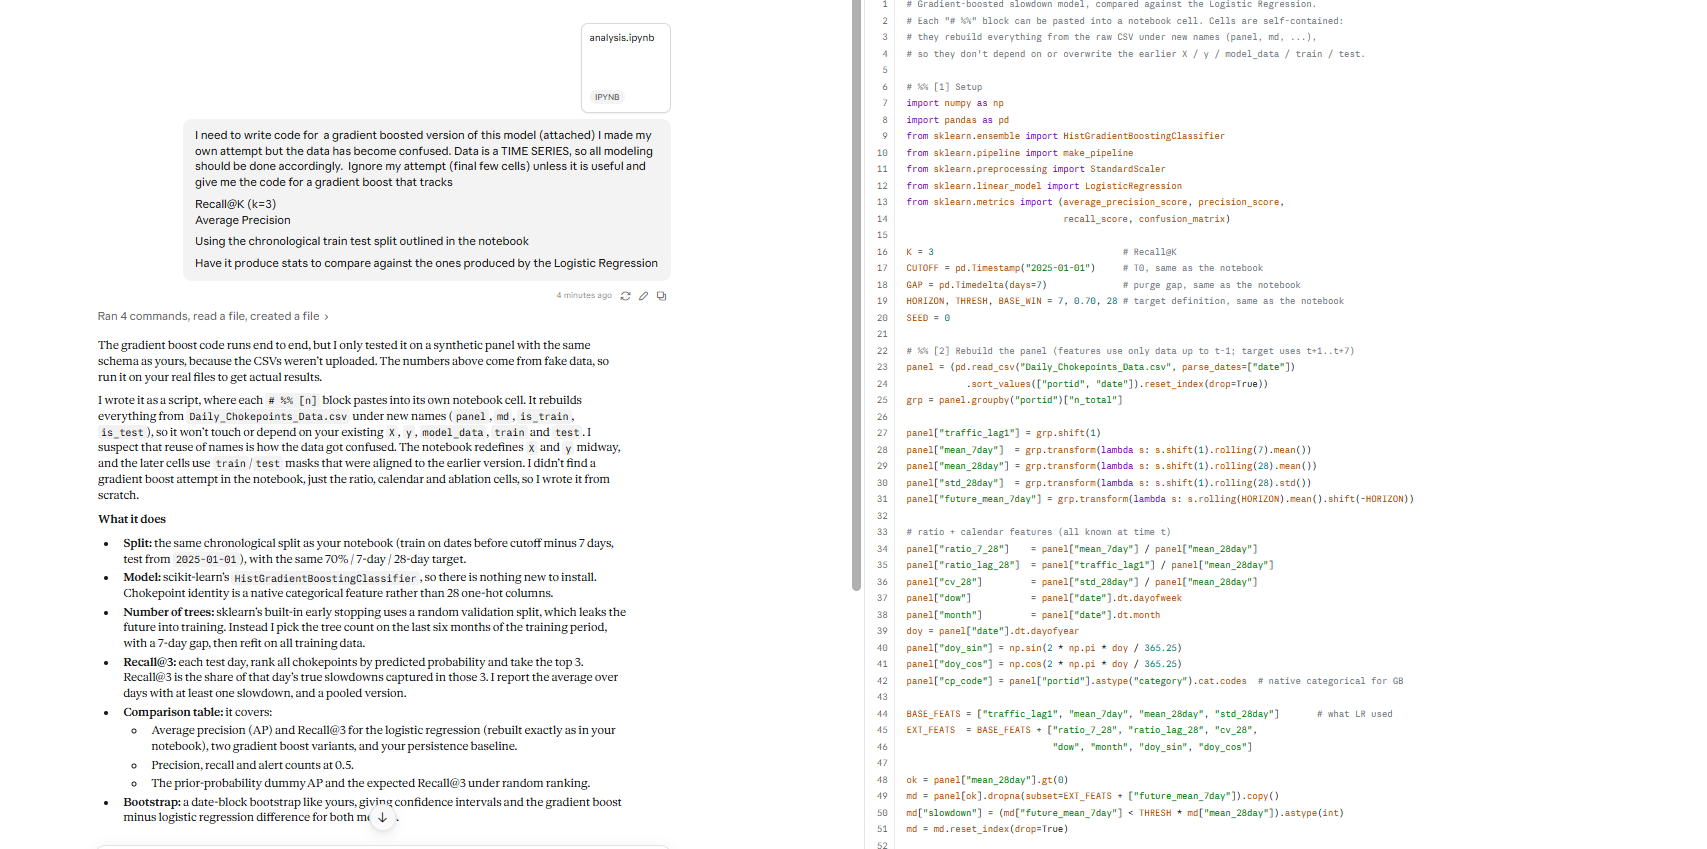 analysis.ipynb
IPYNB
I need to write code for  a gradient boosted version of this model (attached) I made my
own attempt but the data has become confused. Data is a TIME SERIES, so all modeling
should be done accordingly.  Ignore my attempt (final few cells) unless it is useful and
give me the code for a gradient boost that tracks
Recall@K (k=3)
Average Precision
Using the chronological train test split outlined in the notebook
Have it produce stats to compare against the ones produced by the Logistic Regression
4 minutes ago
Ran 4 commands, read a file, created a file >
The gradient boost code runs end to end, but I only tested it on a synthetic panel with the same
schema as yours, because the CSVs weren't uploaded. The numbers above come from fake data, so
run it on your real files to get actual results.
I wrote it as a script, where each # %% [n] block pastes into its own notebook cell. It rebuilds
everything from Daily_Chokepoints_Data.csv under new names ( panel, md, is_train,
is_test ), so it won't touch or depend on your existing X, y, model_data, train and test. I
suspect that reuse of names is how the data got confused. The notebook redefines X and y midway,
and the later cells use train/test masks that were aligned to the earlier version. I didn't find a
gradient boost attempt in the notebook, just the ratio, calendar and ablation cells, so I wrote it from
scratch.
What it does
• Split: the same chronological split as your notebook (train on dates before cutoff minus 7 days,
test from 2025-01-01 ), with the same 70% / 7-day / 28-day target.
• Model: scikit-learn's HistGradientBoostingClassifier, so there is nothing new to install.
Chokepoint identity is a native categorical feature rather than 28 one-hot columns.
• Number of trees: sklearn's built-in early stopping uses a random validation split, which leaks the
future into training. Instead I pick the tree count on the last six months of the training period,
with a 7-day gap, then refit on all training data.
• Recall@3: each test day, rank all chokepoints by predicted probability and take the top 3.
Recall@3 is the share of that day's true slowdowns captured in those 3. I report the average over
days with at least one slowdown, and a pooled version.
• Comparison table: it covers:
○ Average precision (AP) and Recall@3 for the logistic regression (rebuilt exactly as in your
notebook), two gradient boost variants, and your persistence baseline.
○ Precision, recall and alert counts at 0.5.
○ The prior-probability dummy AP and the expected Recall@3 under random ranking.
• Bootstrap: a date-block bootstrap like yours, giving confidence intervals and the gradient boost
minus logistic regression difference for both
1 # Gradient-boosted slowdown model, compared against the Logistic Regression.
2 # Each "# %%" block can be pasted into a notebook cell. Cells are self-contained:
3 # they rebuild everything from the raw CSV under new names (panel, md, ...),
4 # so they don't depend on or overwrite the earlier X / y / model_data / train / test.
5
6 # %% [1] Setup
7 import numpy as np
8 import pandas as pd
9 from sklearn.ensemble import HistGradientBoostingClassifier
10 from sklearn.pipeline import make_pipeline
11 from sklearn.preprocessing import StandardScaler
12 from sklearn.linear_model import LogisticRegression
13 from sklearn.metrics import (average_precision_score, precision_score,
14                              recall_score, confusion_matrix)
15
16 K = 3                            # Recall@K
17 CUTOFF = pd.Timestamp("2025-01-01")    # T0, same as the notebook
18 GAP = pd.Timedelta(days=7)             # purge gap, same as the notebook
19 HORIZON, THRESH, BASE_WIN = 7, 0.70, 28 # target definition, same as the notebook
20 SEED = 0
21
22 # %% [2] Rebuild the panel (features use only data up to t-1; target uses t+1..t+7)
23 panel = (pd.read_csv("Daily_Chokepoints_Data.csv", parse_dates=["date"])
24          .sort_values(["portid", "date"]).reset_index(drop=True))
25 grp = panel.groupby("portid")["n_total"]
26
27 panel["traffic_lag1"] = grp.shift(1)
28 panel["mean_7day"]  = grp.transform(lambda s: s.shift(1).rolling(7).mean())
29 panel["mean_28day"] = grp.transform(lambda s: s.shift(1).rolling(28).mean())
30 panel["std_28day"]  = grp.transform(lambda s: s.shift(1).rolling(28).std())
31 panel["future_mean_7day"] = grp.transform(lambda s: s.rolling(HORIZON).mean().shift(-HORIZON))
32
33 # ratio + calendar features (all known at time t)
34 panel["ratio_7_28"]    = panel["mean_7day"] / panel["mean_28day"]
35 panel["ratio_lag_28"]  = panel["traffic_lag1"] / panel["mean_28day"]
36 panel["cv_28"]         = panel["std_28day"] / panel["mean_28day"]
37 panel["dow"]           = panel["date"].dt.dayofweek
38 panel["month"]         = panel["date"].dt.month
39 doy = panel["date"].dt.dayofyear
40 panel["doy_sin"] = np.sin(2 * np.pi * doy / 365.25)
41 panel["doy_cos"] = np.cos(2 * np.pi * doy / 365.25)
42 panel["cp_code"] = panel["portid"].astype("category").cat.codes  # native categorical for GB
43
44 BASE_FEATS = ["traffic_lag1", "mean_7day", "mean_28day", "std_28day"]     # what LR used
45 EXT_FEATS  = BASE_FEATS + ["ratio_7_28", "ratio_lag_28", "cv_28",
46                            "dow", "month", "doy_sin", "doy_cos"]
47
48 ok = panel["mean_28day"].gt(0)
49 md = panel[ok].dropna(subset=EXT_FEATS + ["future_mean_7day"]).copy()
50 md["slowdown"] = (md["future_mean_7day"] < THRESH * md["mean_28day"]).astype(int)
51 md = md.reset_index(drop=True)
52